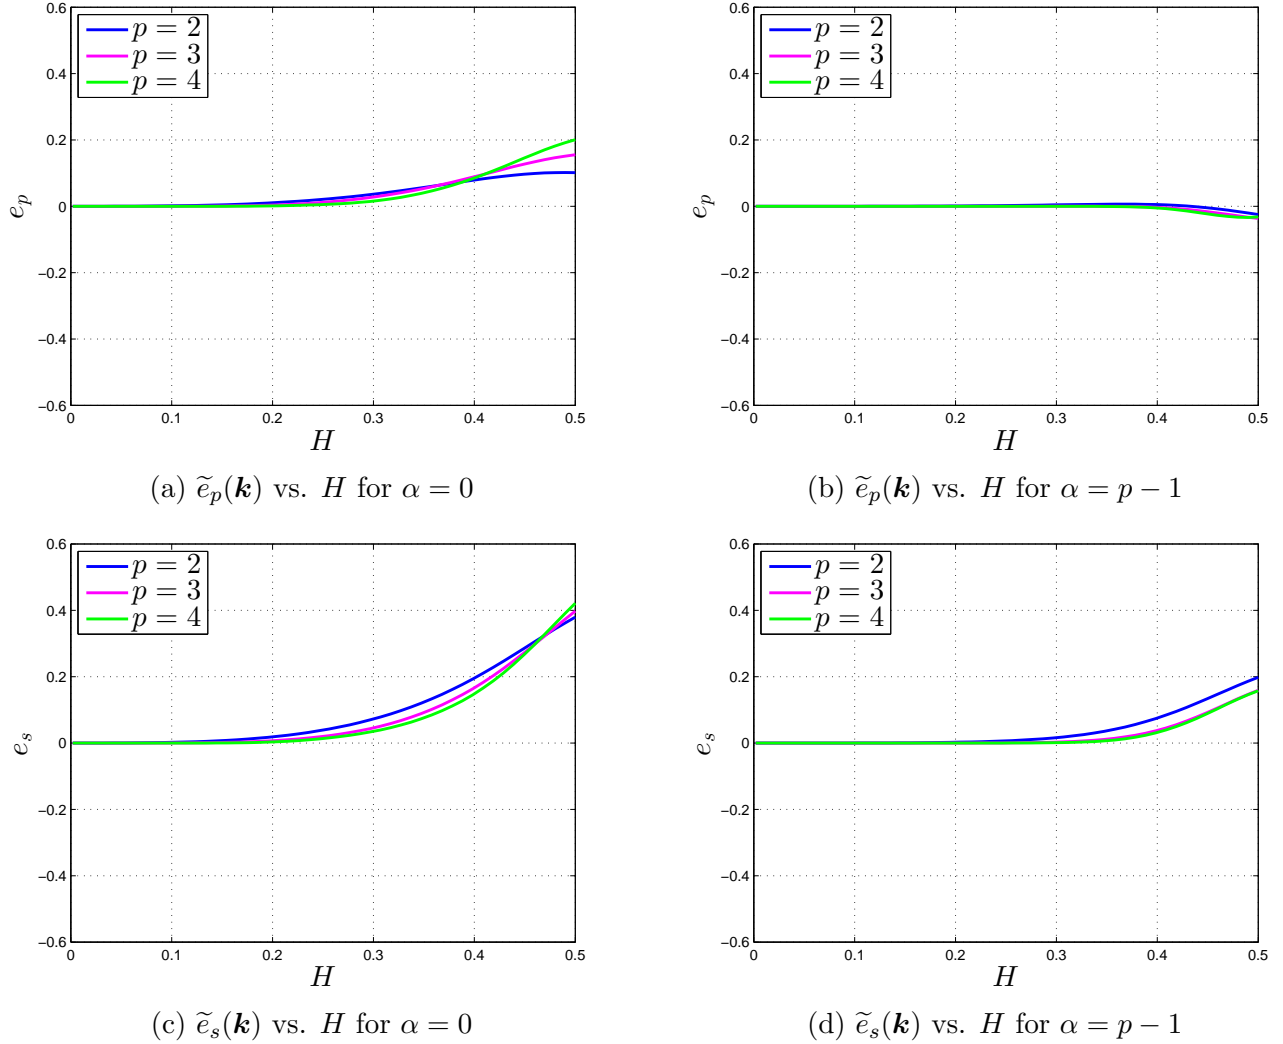 0.6
0.4
0.2
0
−0.2
−0.4
−0.6
e_p
p = 2
p = 3
p = 4
0 0.1 0.2 0.3 0.4 0.5
H
(a) ẽ_p(k) vs. H for α = 0
0.6
0.4
0.2
0
−0.2
−0.4
−0.6
e_p
p = 2
p = 3
p = 4
0 0.1 0.2 0.3 0.4 0.5
H
(b) ẽ_p(k) vs. H for α = p − 1
0.6
0.4
0.2
0
−0.2
−0.4
−0.6
e_s
p = 2
p = 3
p = 4
0 0.1 0.2 0.3 0.4 0.5
H
(c) ẽ_s(k) vs. H for α = 0
0.6
0.4
0.2
0
−0.2
−0.4
−0.6
e_s
p = 2
p = 3
p = 4
0 0.1 0.2 0.3 0.4 0.5
H
(d) ẽ_s(k) vs. H for α = p − 1